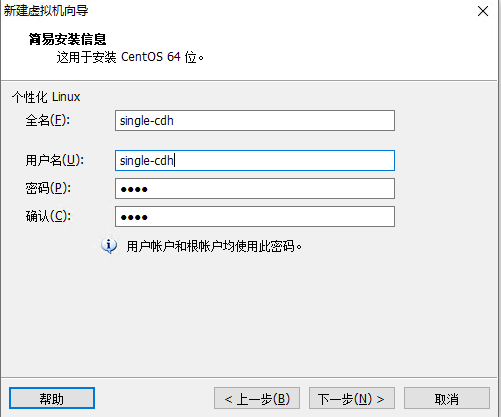 新建虚拟机向导
简易安装信息
这用于安装 CentOS 64 位。
个性化 Linux
全名(F): single-cdh
用户名(U): single-cdh
密码(P): ●●●●
确认(C): ●●●●
用户帐户和根帐户均使用此密码。
帮助 < 上一步(B) 下一步(N) > 取消